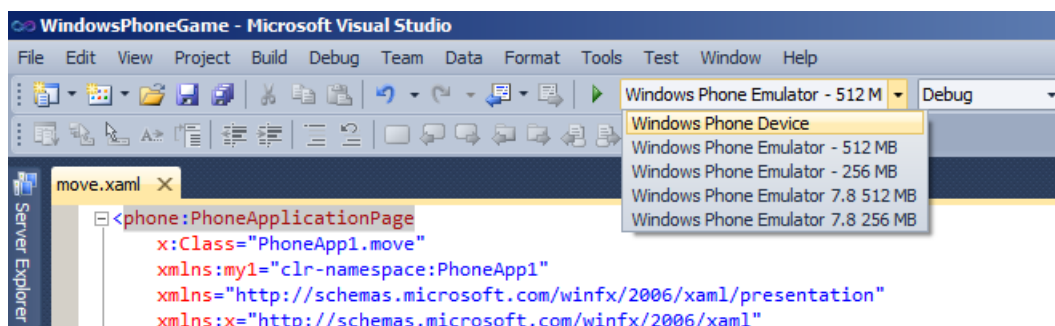 WindowsPhoneGame - Microsoft Visual Studio
File Edit View Project Build Debug Team Data Format Tools Test Window Help
Windows Phone Emulator - 512 M Debug
Windows Phone Device
Windows Phone Emulator - 512 MB
Windows Phone Emulator - 256 MB
Windows Phone Emulator 7.8 512 MB
Windows Phone Emulator 7.8 256 MB
Server Explorer
move.xaml
<phone:PhoneApplicationPage
x:Class="PhoneApp1.move"
xmlns:my1="clr-namespace:PhoneApp1"
xmlns="http://schemas.microsoft.com/winfx/2006/xaml/presentation"
xmlns:x="http://schemas.microsoft.com/winfx/2006/xaml"